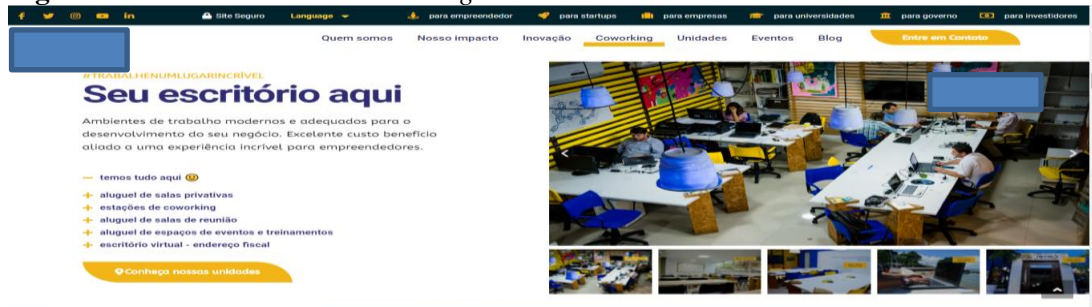 f in Site Seguro Language para empreendedor para startups para empresas para universidades para governo para investidores
Quem somos Nosso impacto Inovação Coworking Unidades Eventos Blog Entre em Contato
#TRABALHENUMLUGARINCRÍVEL
Seu escritório aqui
Ambientes de trabalho modernos e adequados para o
desenvolvimento do seu negócio. Excelente custo benefício
aliado a uma experiência incrível para empreendedores.
— temos tudo aqui
+ aluguel de salas privativas
+ estações de coworking
+ aluguel de salas de reunião
+ aluguel de espaços de eventos e treinamentos
+ escritório virtual - endereço fiscal
Conheça nossas unidades